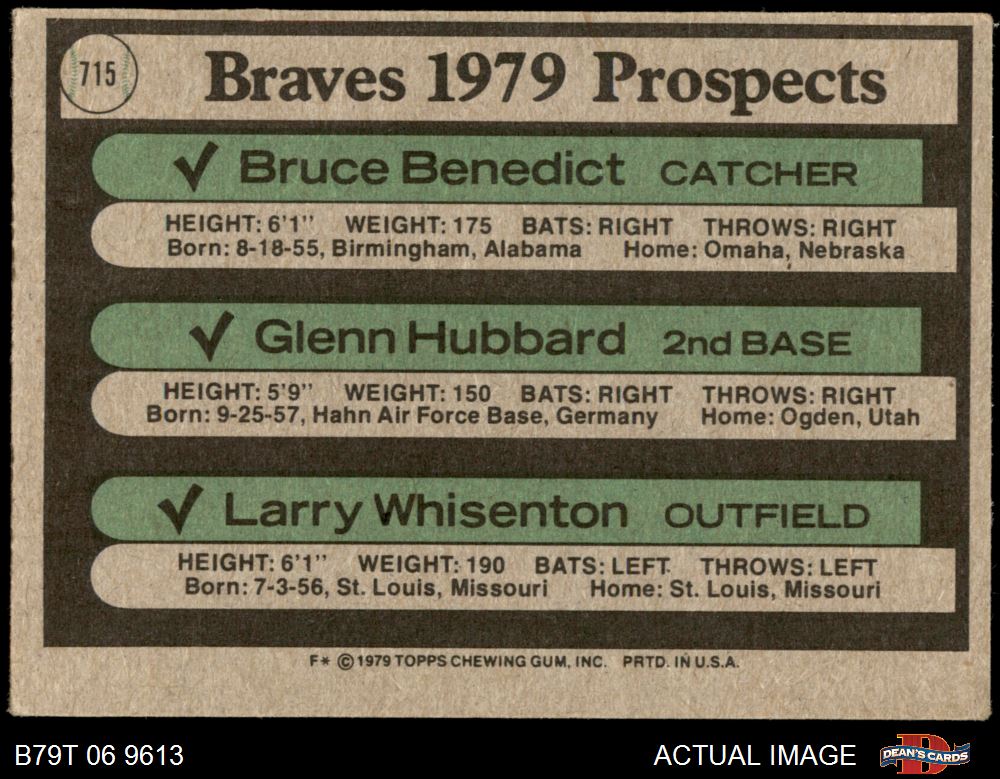 715
Braves 1979 Prospects
✓ Bruce Benedict CATCHER
HEIGHT: 6'1" WEIGHT: 175 BATS: RIGHT THROWS: RIGHT
Born: 8-18-55, Birmingham, Alabama Home: Omaha, Nebraska
✓ Glenn Hubbard 2nd BASE
HEIGHT: 5'9" WEIGHT: 150 BATS: RIGHT THROWS: RIGHT
Born: 9-25-57, Hahn Air Force Base, Germany Home: Ogden, Utah
✓ Larry Whisenton OUTFIELD
HEIGHT: 6'1" WEIGHT: 190 BATS: LEFT THROWS: LEFT
Born: 7-3-56, St. Louis, Missouri Home: St. Louis, Missouri
F* © 1979 TOPPS CHEWING GUM, INC. PRTD. IN U.S.A.
B79T 06 9613 ACTUAL IMAGE DEAN'S CARDS